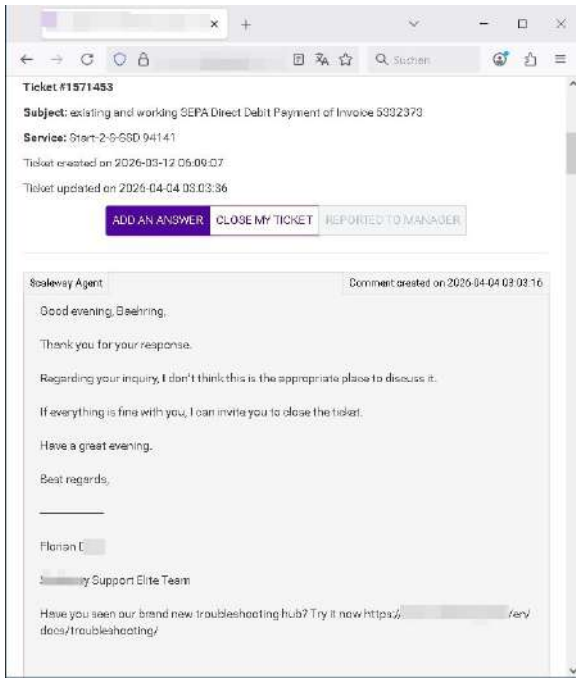 Suchen
Ticket #1571453
Subject: existing and working SEPA Direct Debit Payment of Invoice 5332373
Service: Start-2-S-SSD 94141
Ticket created on 2026-03-12 06:09:07
Ticket updated on 2026-04-04 03:03:36
ADD AN ANSWER CLOSE MY TICKET REPORTED TO MANAGER
Scaleway Agent Comment created on 2026-04-04 03:03:16
Good evening, Baehring,
Thank you for your response.
Regarding your inquiry, I don't think this is the appropriate place to discuss it.
If everything is fine with you, I can invite you to close the ticket.
Have a great evening.
Best regards,
Florian D
y Support Elite Team
Have you seen our brand new troubleshooting hub? Try it now https:// /en/
docs/troubleshooting/